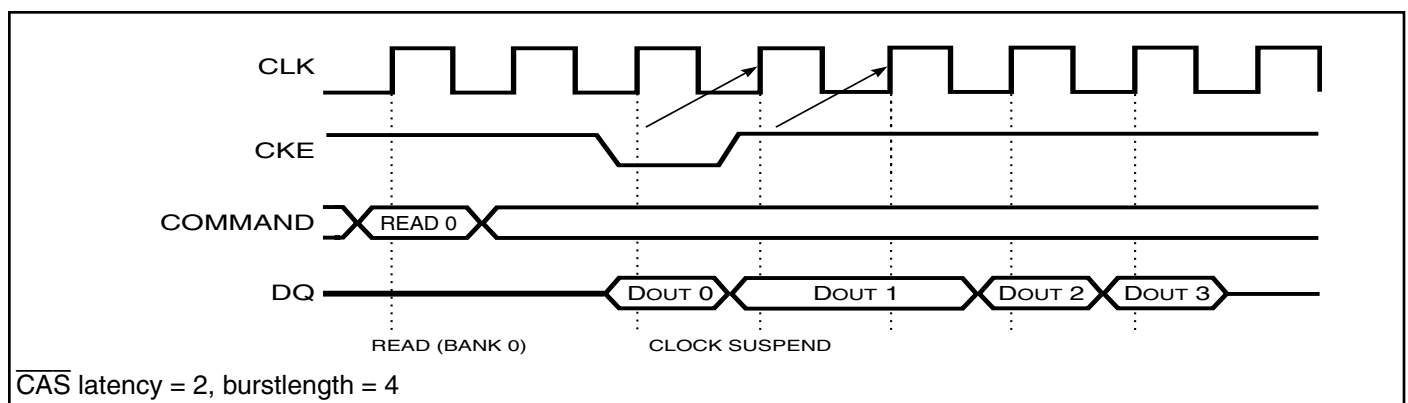 CLK
CKE
COMMAND READ 0
DQ DOUT 0 DOUT 1 DOUT 2 DOUT 3
READ (BANK 0) CLOCK SUSPEND
CAS latency = 2, burstlength = 4